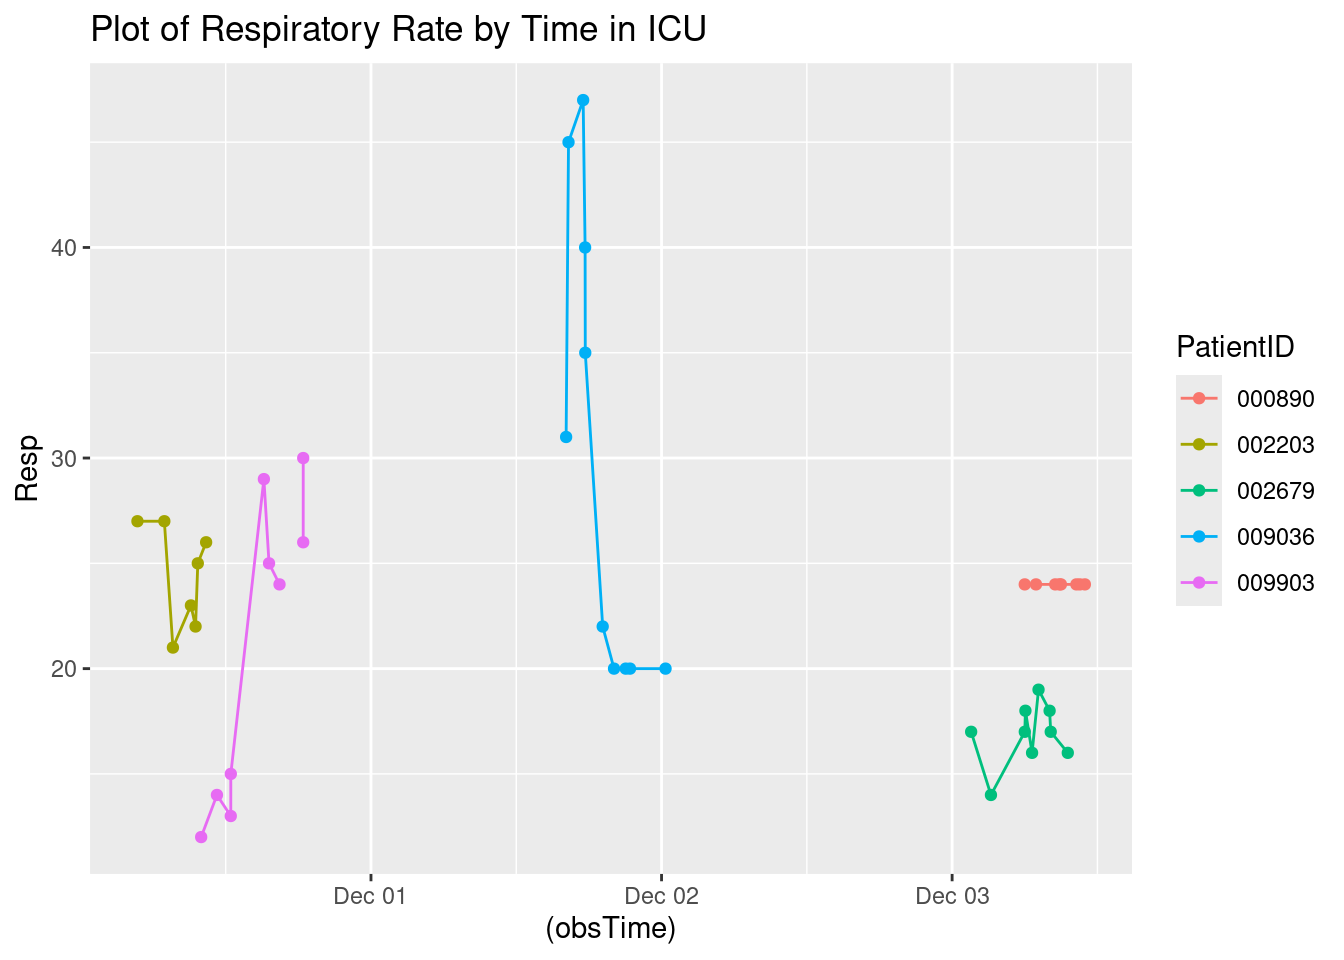 Plot of Respiratory Rate by Time in ICU
Resp
40
30
20
Dec 01
Dec 02
Dec 03
(obsTime)
PatientID
000890
002203
002679
009036
009903